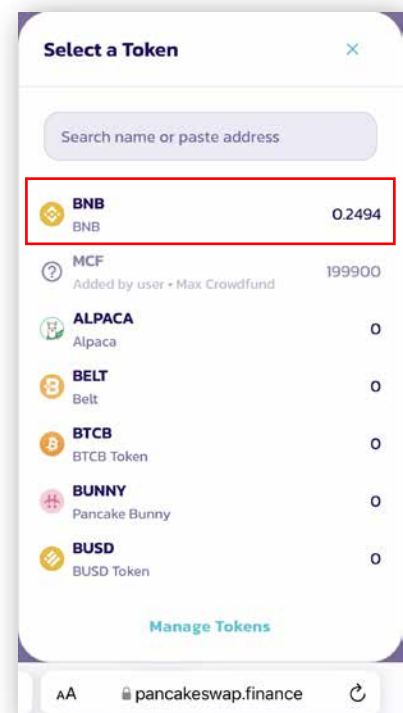 Select a Token
Search name or paste address
BNB
0.2494
BNB
MCF
199900
Added by user • Max Crowdfund
ALPACA
0
Alpaca
BELT
0
Belt
BTCB
0
BTCB Token
BUNNY
0
Pancake Bunny
BUSD
0
BUSD Token
Manage Tokens
AA
pancakeswap.finance